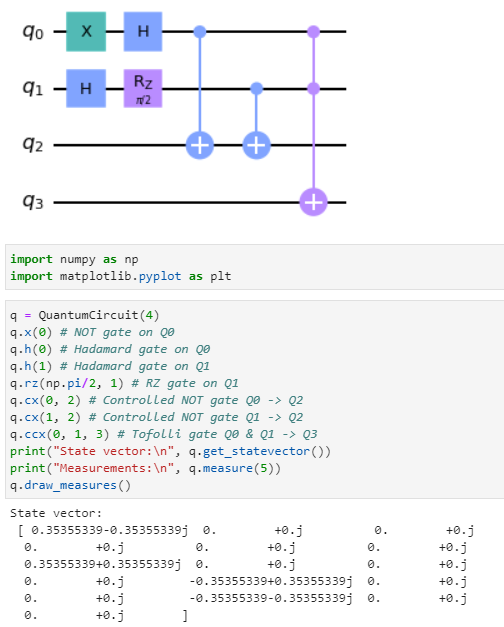 q0 X H
q1 H RZ
π/2
q2
q3
import numpy as np
import matplotlib.pyplot as plt
q = QuantumCircuit(4)
q.x(0) # NOT gate on Q0
q.h(0) # Hadamard gate on Q0
q.h(1) # Hadamard gate on Q1
q.rz(np.pi/2, 1) # RZ gate on Q1
q.cx(0, 2) # Controlled NOT gate Q0 -> Q2
q.cx(1, 2) # Controlled NOT gate Q1 -> Q2
q.ccx(0, 1, 3) # Tofolli gate Q0 & Q1 -> Q3
print("State vector:\n", q.get_statevector())
print("Measurements:\n", q.measure(5))
q.draw_measures()
State vector:
[ 0.35355339-0.35355339j 0. +0.j 0. +0.j
0. +0.j 0. +0.j 0. +0.j
0.35355339+0.35355339j 0. +0.j 0. +0.j
0. +0.j -0.35355339+0.35355339j 0. +0.j
0. +0.j -0.35355339-0.35355339j 0. +0.j
0. +0.j ]